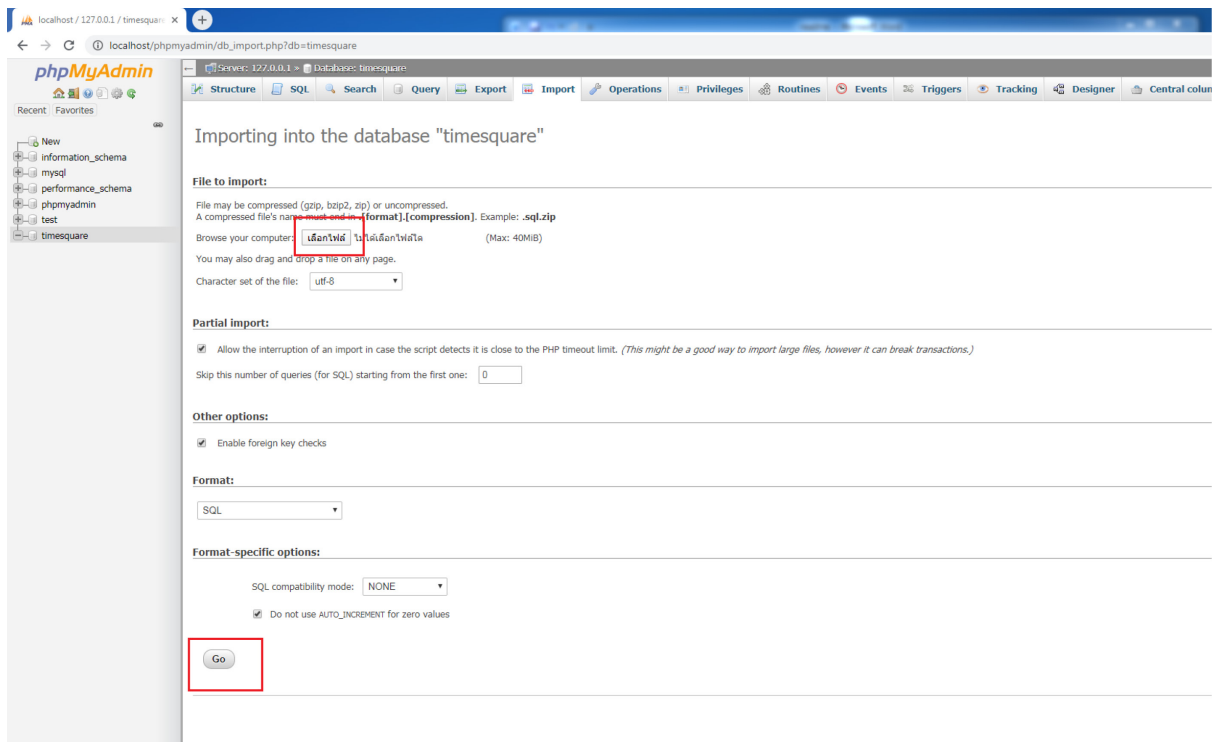 localhost / 127.0.0.1 / timesquare
localhost/phpmyadmin/db_import.php?db=timesquare
phpMyAdmin
Recent Favorites
New
information_schema
mysql
performance_schema
phpmyadmin
test
timesquare
Server: 127.0.0.1 » Database: timesquare
Structure SQL Search Query Export Import Operations Privileges Routines Events Triggers Tracking Designer Central colum
Importing into the database "timesquare"
File to import:
File may be compressed (gzip, bzip2, zip) or uncompressed.
A compressed file's name must end in .[format].[compression]. Example: .sql.zip
Browse your computer: เลือกไฟล์ ไม่ได้เลือกไฟล์ใด (Max: 40MiB)
You may also drag and drop a file on any page.
Character set of the file: utf-8
Partial import:
Allow the interruption of an import in case the script detects it is close to the PHP timeout limit. (This might be a good way to import large files, however it can break transactions.)
Skip this number of queries (for SQL) starting from the first one: 0
Other options:
Enable foreign key checks
Format:
SQL
Format-specific options:
SQL compatibility mode: NONE
Do not use AUTO_INCREMENT for zero values
Go